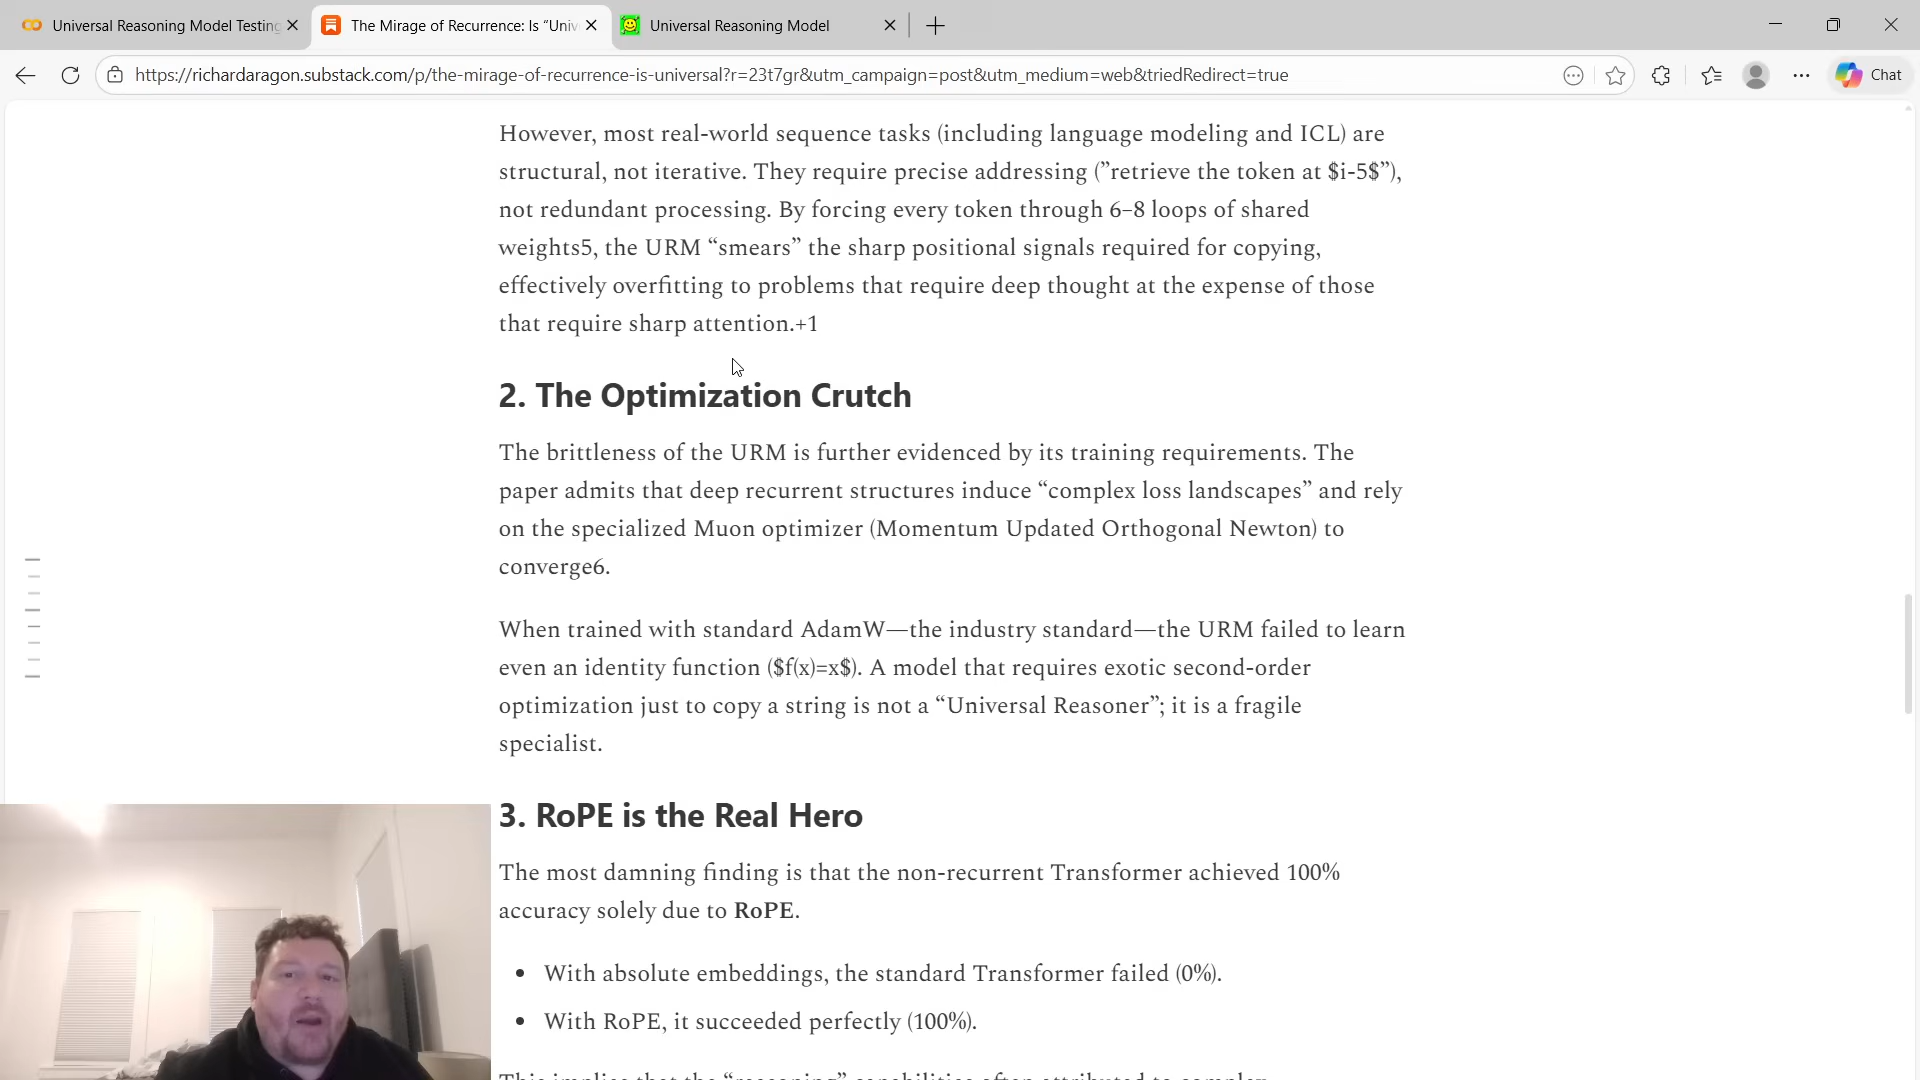 Universal Reasoning Model Testing
The Mirage of Recurrence: Is “Univ
Universal Reasoning Model
https://richardaragon.substack.com/p/the-mirage-of-recurrence-is-universal?r=23t7gr&utm_campaign=post&utm_medium=web&triedRedirect=true
Chat
However, most real-world sequence tasks (including language modeling and ICL) are
structural, not iterative. They require precise addressing (”retrieve the token at $i-5$”),
not redundant processing. By forcing every token through 6–8 loops of shared
weights5, the URM “smears” the sharp positional signals required for copying,
effectively overfitting to problems that require deep thought at the expense of those
that require sharp attention.+1
2. The Optimization Crutch
The brittleness of the URM is further evidenced by its training requirements. The
paper admits that deep recurrent structures induce “complex loss landscapes” and rely
on the specialized Muon optimizer (Momentum Updated Orthogonal Newton) to
converge6.
When trained with standard AdamW—the industry standard—the URM failed to learn
even an identity function ($f(x)=x$). A model that requires exotic second-order
optimization just to copy a string is not a “Universal Reasoner”; it is a fragile
specialist.
3. RoPE is the Real Hero
The most damning finding is that the non-recurrent Transformer achieved 100%
accuracy solely due to RoPE.
• With absolute embeddings, the standard Transformer failed (0%).
• With RoPE, it succeeded perfectly (100%).
This implies that the “reasoning” capabilities often attributed to complex